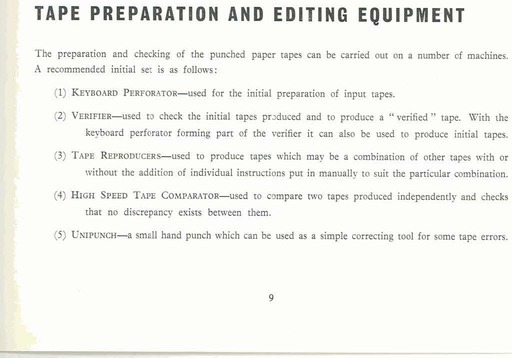 TAPE PREPARATION AND EDITING EQUIPMENT
The preparation and checking of the punched paper tapes can be carried out on a number of machines.
A recommended initial set is as follows:
(1) KEYBOARD PERFORATOR—used for the initial preparation of input tapes.
(2) VERIFIER—used to check the initial tapes produced and to produce a "verified" tape. With the
keyboard perforator forming part of the verifier it can also be used to produce initial tapes.
(3) TAPE REPRODUCERS—used to produce tapes which may be a combination of other tapes with or
without the addition of individual instructions put in manually to suit the particular combination.
(4) HIGH SPEED TAPE COMPARATOR—used to compare two tapes produced independently and checks
that no discrepancy exists between them.
(5) UNIPUNCH—a small hand punch which can be used as a simple correcting tool for some tape errors.
9